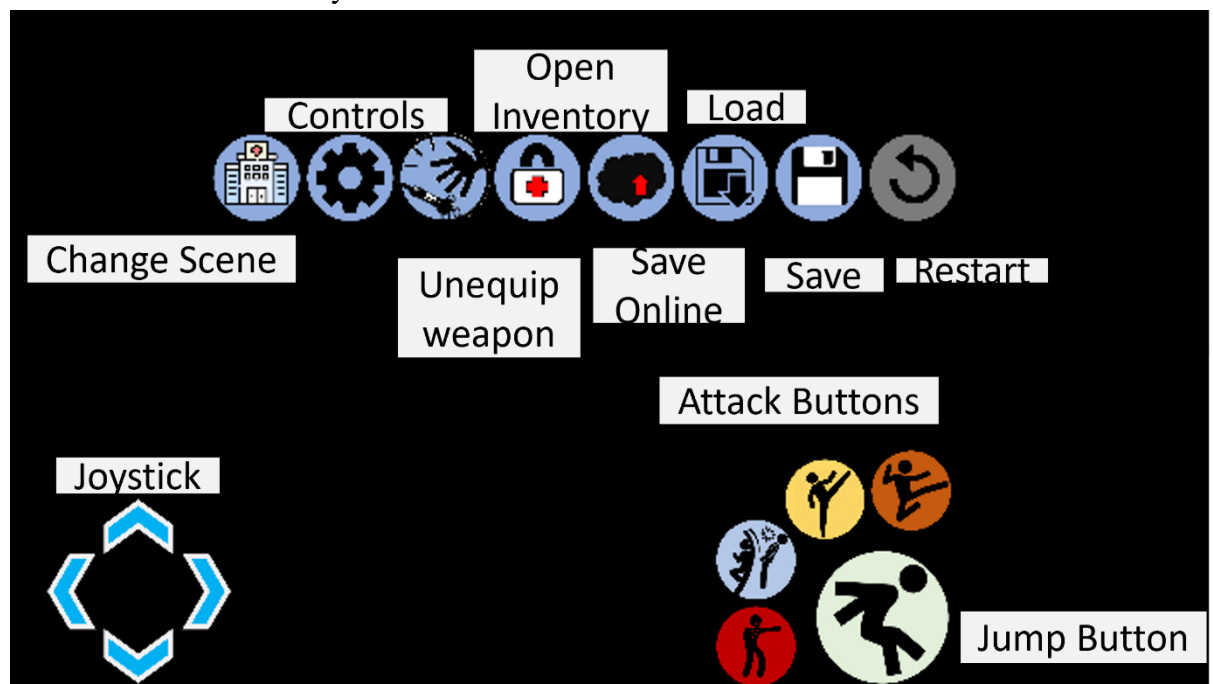 Open
Inventory
Controls
Load
Change Scene
Unequip
weapon
Save
Online
Save
Restart
Attack Buttons
Joystick
Jump Button